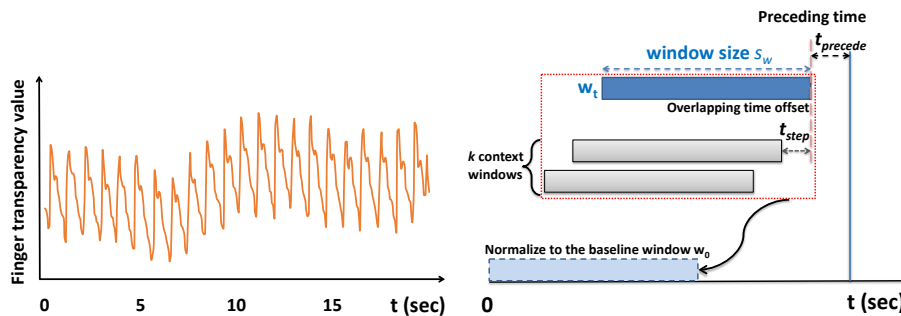 Finger transparency value
0
5
10
15
t (sec)
Preceding time
t_precede
window size s_w
w_t
Overlapping time offset
t_step
k context
windows
Normalize to the baseline window w_0
0
t (sec)